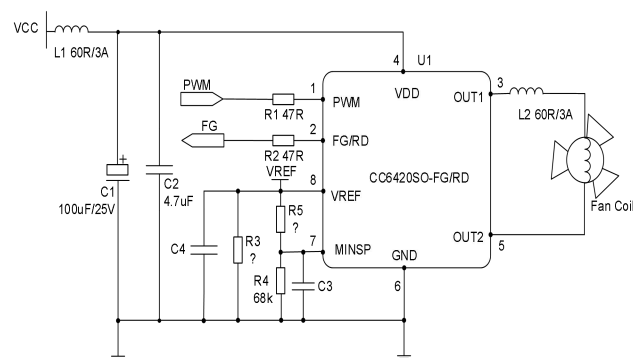 VCC
L1 60R/3A
4
U1
VDD
PWM
1
PWM
R1 47R
FG
2
FG/RD
R2 47R
VREF
8
VREF
OUT1
3
L2 60R/3A
CC6420SO-FG/RD
Fan Coil
C1
100uF/25V
C2
4.7uF
C4
R3
?
R5
?
7
MINSP
R4
68k
C3
GND
6
OUT2
5